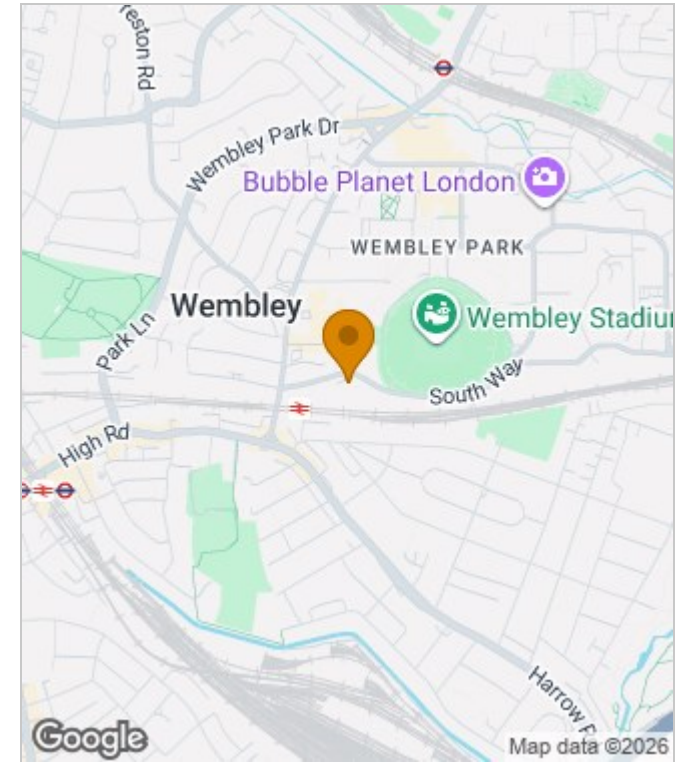 Preston Rd
Wembley Park Dr
Bubble Planet London
WEMBLEY PARK
Wembley
Wembley Stadiu
Park Ln
South Way
High Rd
Harrow R
Google
Map data ©2026